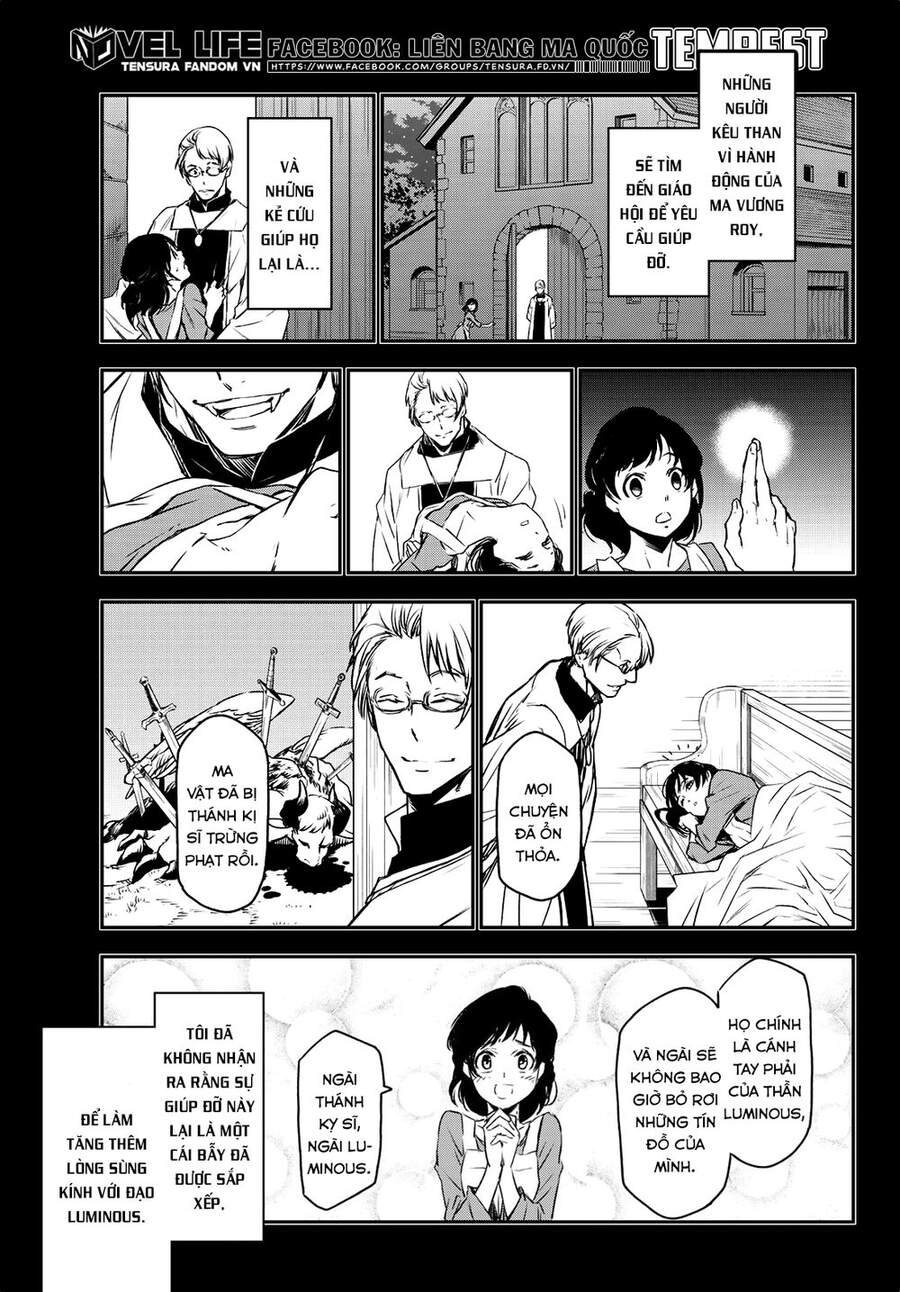 NOVEL LIFE
TENSURA FANDOM VN
FACEBOOK: LIÊN BANG MA QUỐC
HTTPS://WWW.FACEBOOK.COM/GROUPS/TENSURA.FD.VN/
TEMPEST
NHỮNG
NGƯỜI
KÊU THAN
VÌ HÀNH
ĐỘNG CỦA
MA VƯƠNG
ROY,
SẼ TÌM
ĐẾN GIÁO
HỘI ĐỂ YÊU
CẦU GIÚP
ĐỠ.
VÀ
NHỮNG
KẺ CỨU
GIÚP HỌ
LẠI LÀ...
MỌI
CHUYỆN
ĐÃ ỔN
THỎA.
MA
VẬT ĐÃ BỊ
THÁNH KỊ
SĨ TRỪNG
PHẠT RỒI.
HỌ CHÍNH
LÀ CÁNH
TAY PHẢI
CỦA THẦN
LUMINOUS,
VÀ NGÀI SẼ
KHÔNG BAO
GIỜ BỎ RƠI
NHỮNG TÍN
ĐỒ CỦA
MÌNH.
NGÀI
THÁNH
KỴ SĨ,
NGÀI LU-
MINOUS.
TÔI ĐÃ
KHÔNG NHẬN
RA RẰNG SỰ
GIÚP ĐỠ NÀY
LẠI LÀ MỘT
CÁI BẪY ĐÃ
ĐƯỢC SẮP
XẾP,
ĐỂ LÀM
TĂNG THÊM
LÒNG SÙNG
KÍNH VỚI ĐẠO
LUMINOUS.